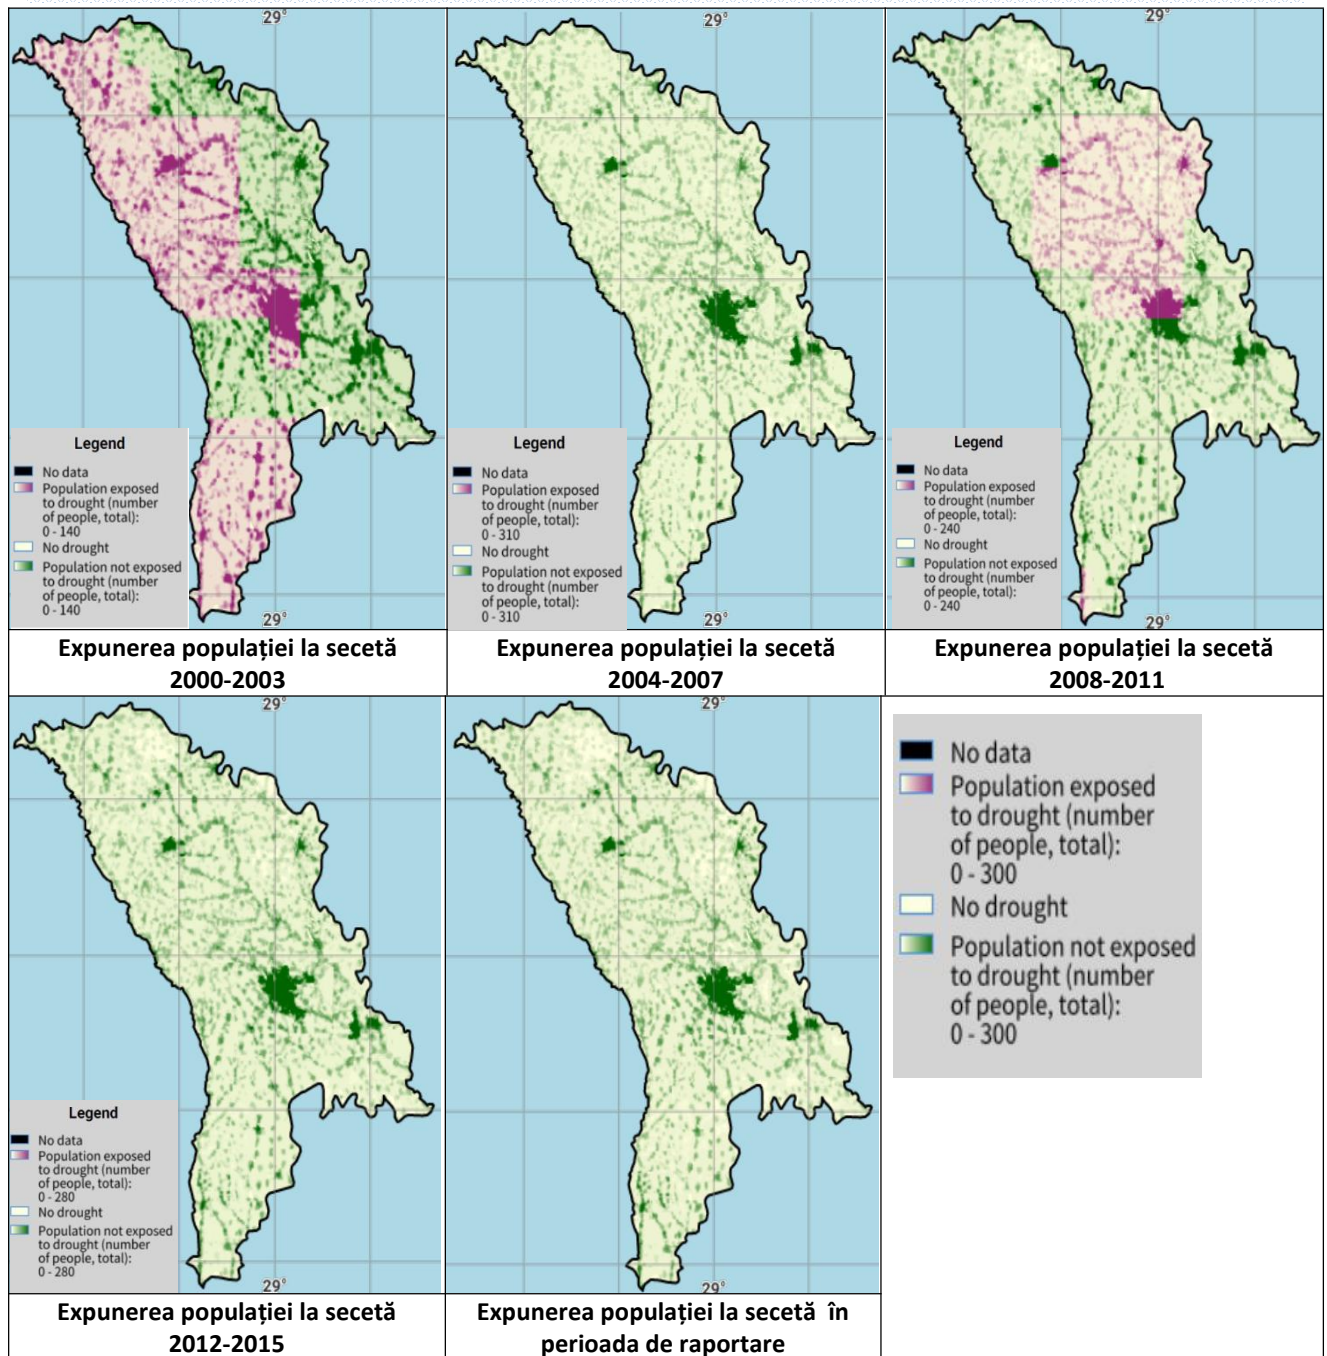 29°
29°
Legend
No data
Population exposed
to drought (number
of people, total):
0 - 140
No drought
Population not exposed
to drought (number
of people, total):
0 - 140
Expunerea populației la secetă
2000-2003
29°
29°
Legend
No data
Population exposed
to drought (number
of people, total):
0 - 310
No drought
Population not exposed
to drought (number
of people, total):
0 - 310
Expunerea populației la secetă
2004-2007
29°
29°
Legend
No data
Population exposed
to drought (number
of people, total):
0 - 240
No drought
Population not exposed
to drought (number
of people, total):
0 - 240
Expunerea populației la secetă
2008-2011
29°
29°
Legend
No data
Population exposed
to drought (number
of people, total):
0 - 280
No drought
Population not exposed
to drought (number
of people, total):
0 - 280
Expunerea populației la secetă
2012-2015
29°
29°
Expunerea populației la secetă în
perioada de raportare
No data
Population exposed
to drought (number
of people, total):
0 - 300
No drought
Population not exposed
to drought (number
of people, total):
0 - 300